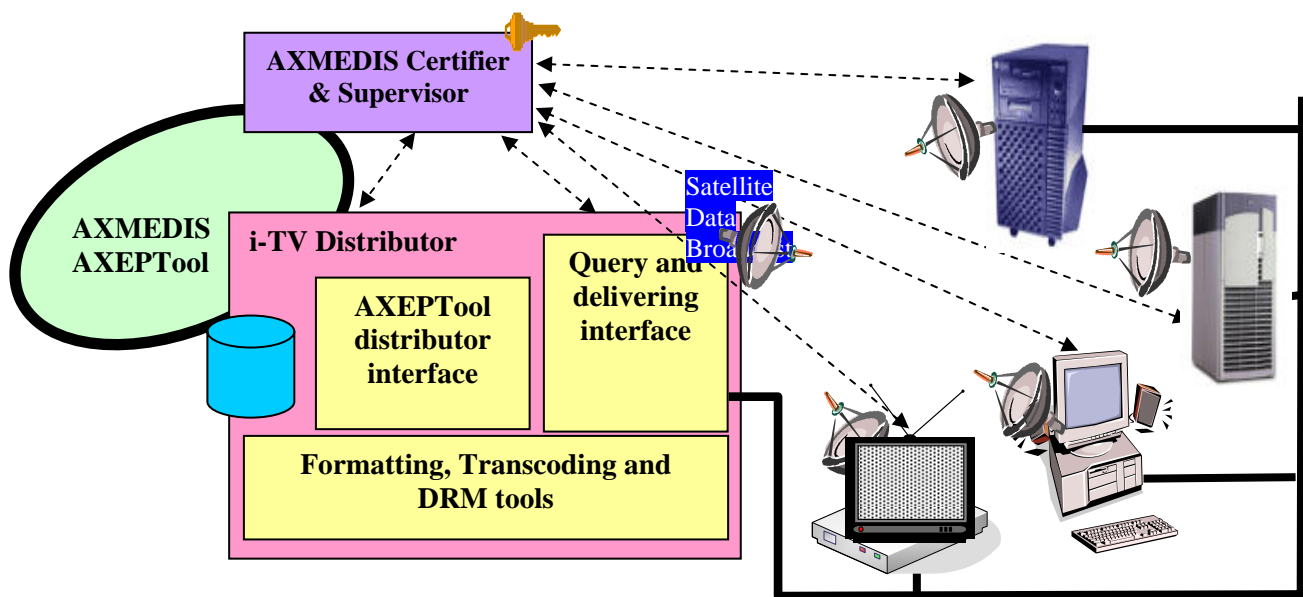 AXMEDIS Certifier
& Supervisor
AXMEDIS
AXEPTool
i-TV Distributor
AXEPTool
distributor
interface
Query and
delivering
interface
Satellite
Data
Formatting, Transcoding and
DRM tools